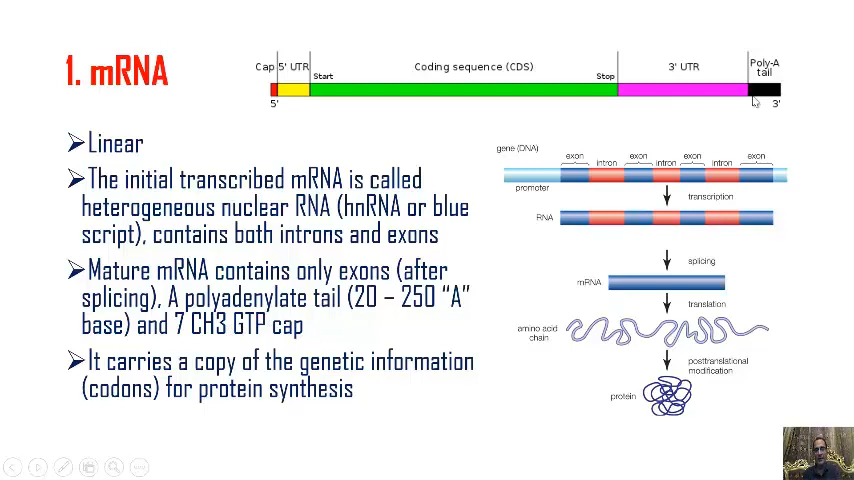 1. mRNA
Cap 5' UTR Coding sequence (CDS) 3' UTR Poly-A
tail
Start Stop
5' 3'
➢Linear
➢The initial transcribed mRNA is called
heterogeneous nuclear RNA (hnRNA or blue
script), contains both introns and exons
➢Mature mRNA contains only exons (after
splicing), A polyadenylate tail (20 – 250 “A”
base) and 7 CH3 GTP cap
➢It carries a copy of the genetic information
(codons) for protein synthesis
gene (DNA)
exon exon exon exon
intron intron intron
promoter
transcription
RNA
splicing
mRNA
translation
amino acid
chain
posttranslational
modification
protein